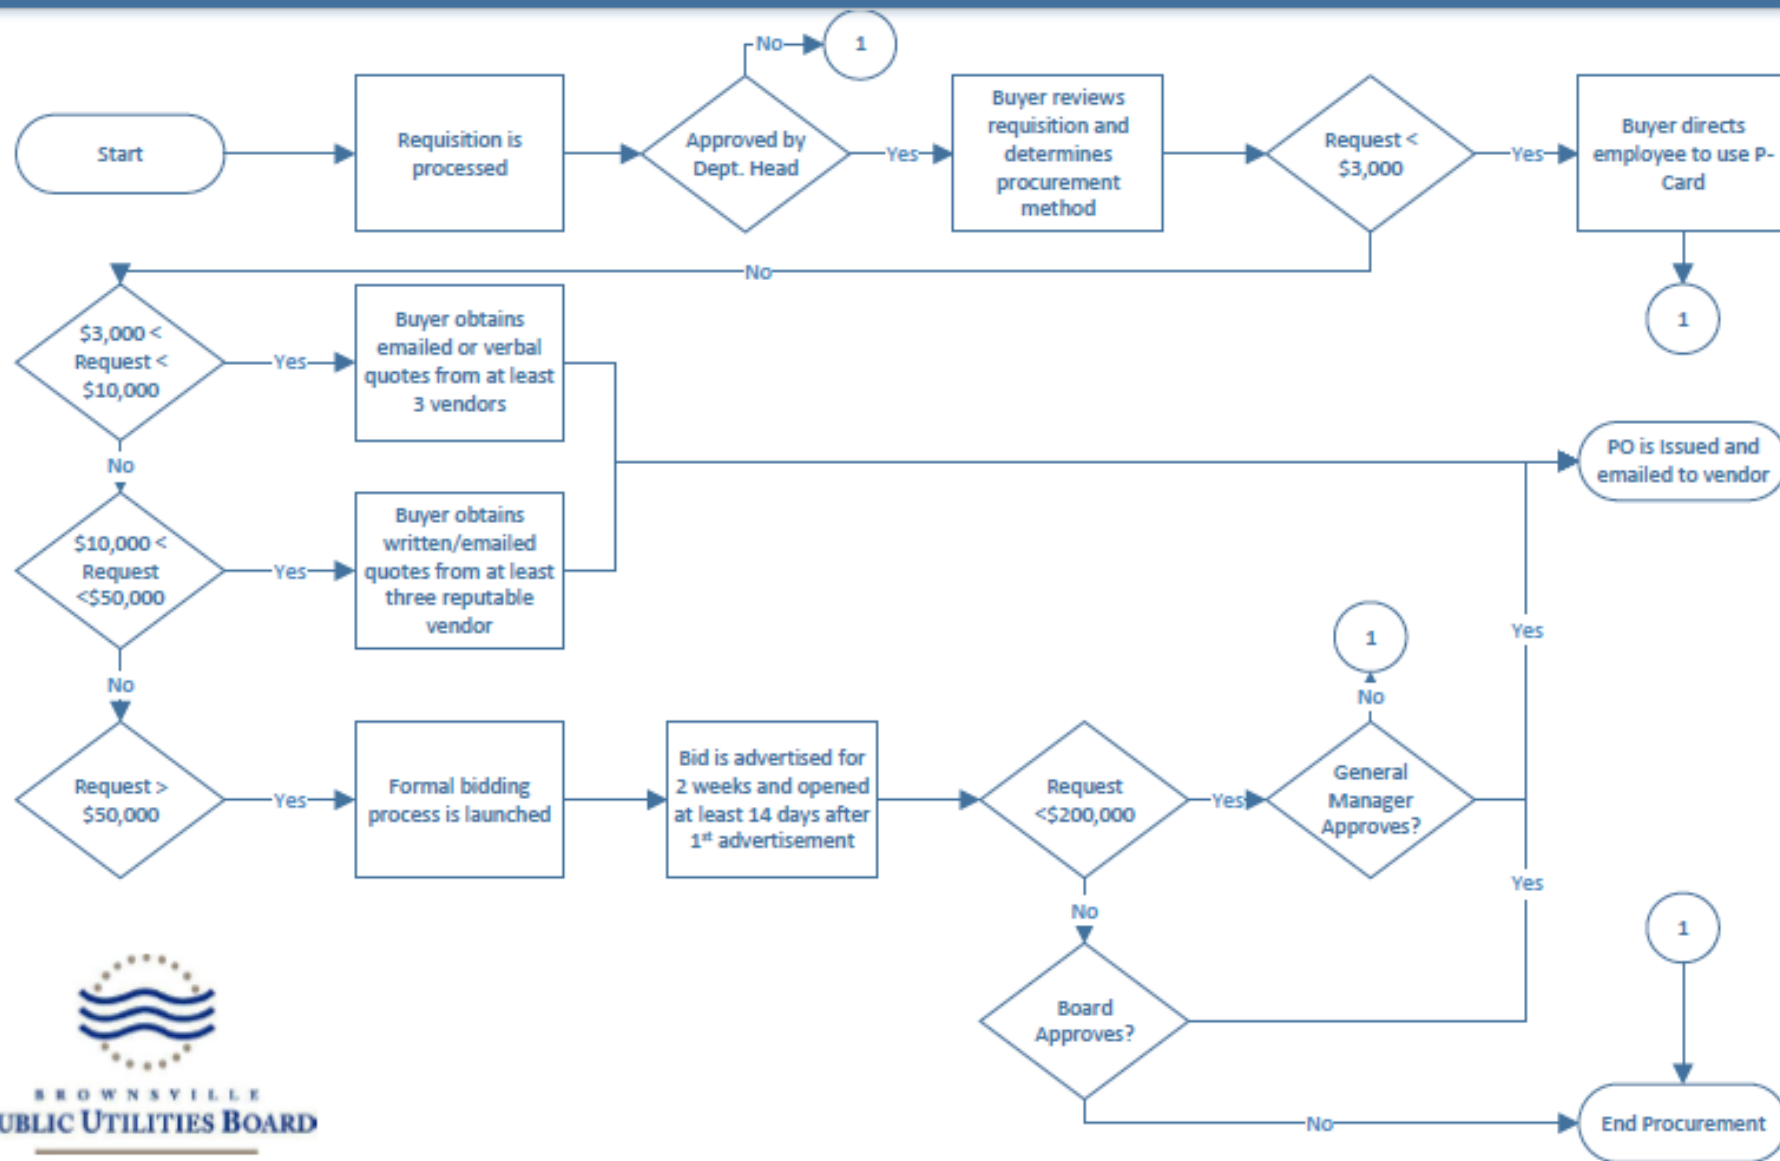 No
1
Start
Requisition is
processed
Approved by
Dept. Head
Yes
Buyer reviews
requisition and
determines
procurement
method
Request <
$3,000
Yes
Buyer directs
employee to use P-
Card
No
1
$3,000 <
Request <
$10,000
Yes
Buyer obtains
emailed or verbal
quotes from at least
3 vendors
PO is Issued and
emailed to vendor
No
$10,000 <
Request
<$50,000
Yes
Buyer obtains
written/emailed
quotes from at least
three reputable
vendor
Yes
1
No
No
Request >
$50,000
Yes
Formal bidding
process is launched
Bid is advertised for
2 weeks and opened
at least 14 days after
1st advertisement
Request
<$200,000
Yes
General
Manager
Approves?
Yes
No
1
Board
Approves?
No
End Procurement
BROWNSVILLE
UBLIC UTILITIES BOARD